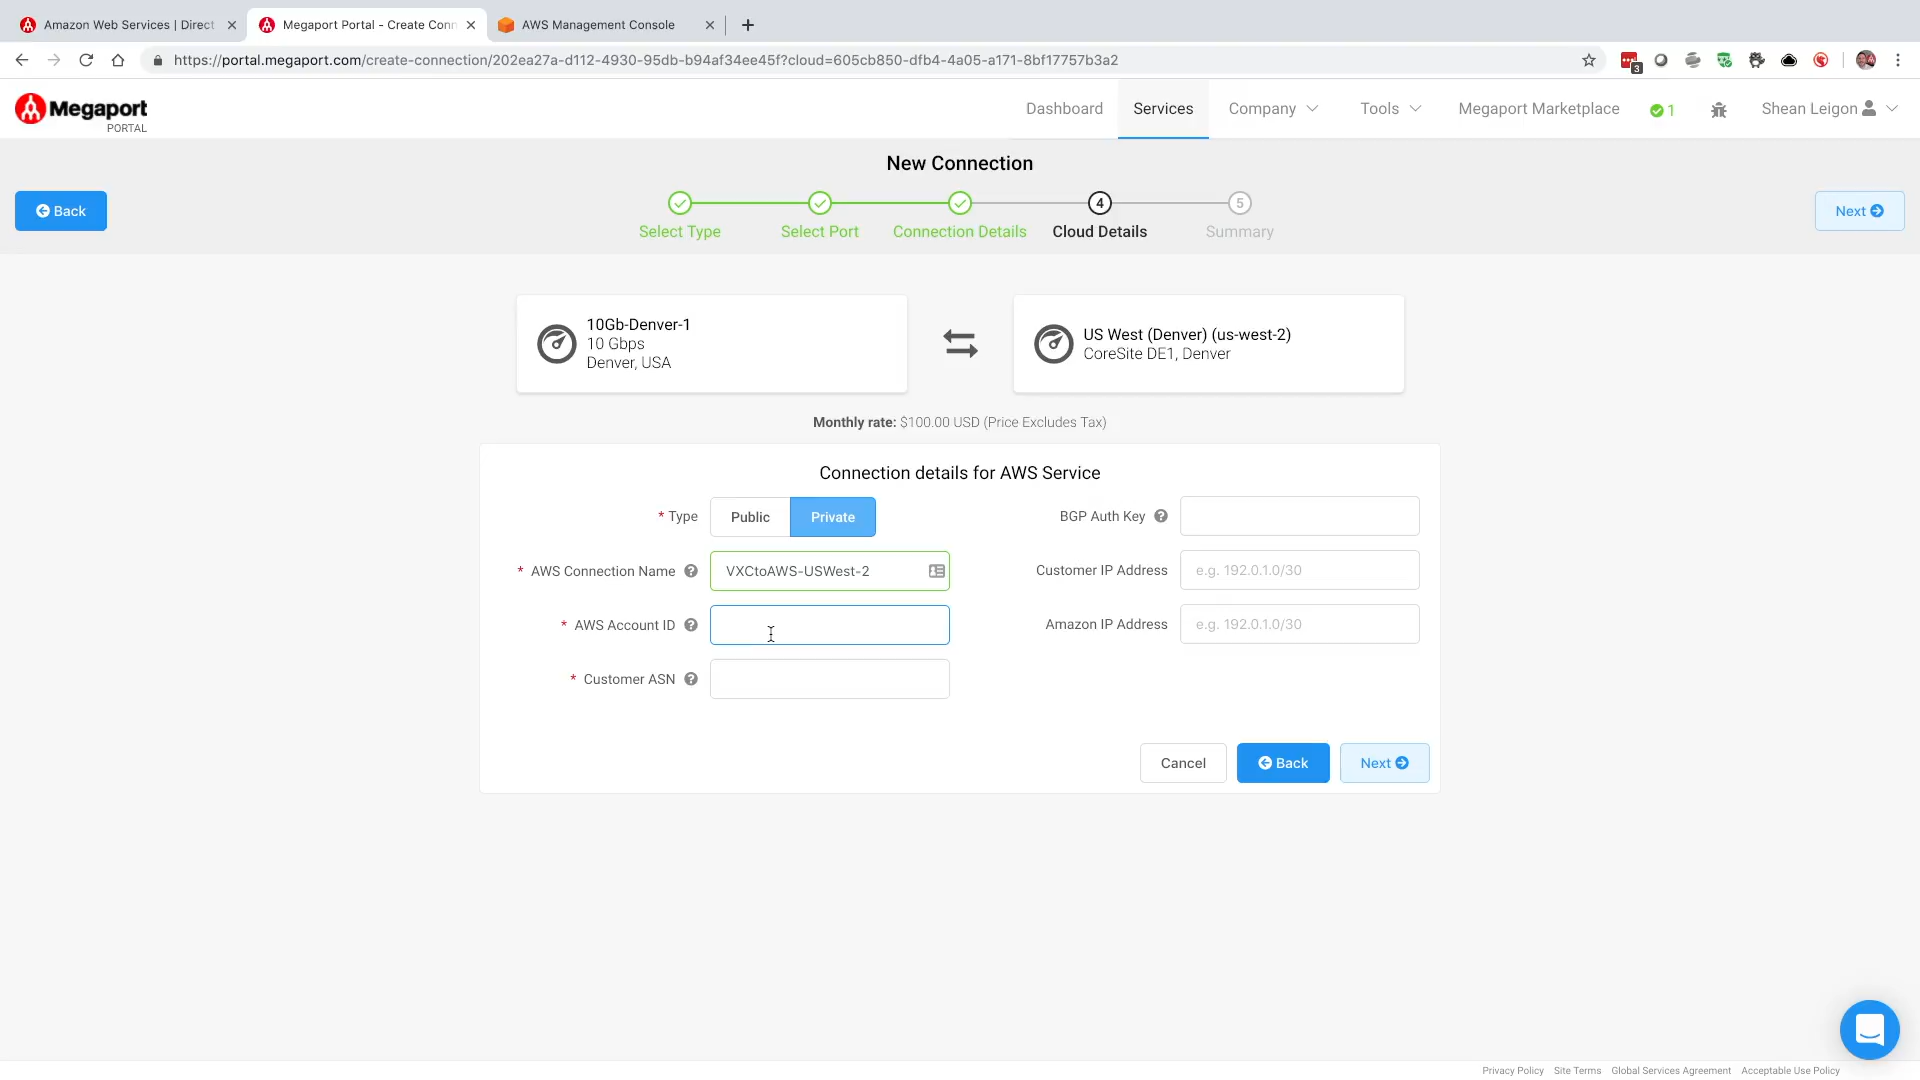 Amazon Web Services | Direct
Megaport Portal - Create Conn
AWS Management Console
https://portal.megaport.com/create-connection/202ea27a-d112-4930-95db-b94af34ee45f?cloud=605cb850-dfb4-4a05-a171-8bf17757b3a2
3
Megaport
PORTAL
Dashboard
Services
Company
Tools
Megaport Marketplace
1
Shean Leigon
New Connection
Back
4
5
Next
Select Type
Select Port
Connection Details
Cloud Details
Summary
10Gb-Denver-1
10 Gbps
Denver, USA
US West (Denver) (us-west-2)
CoreSite DE1, Denver
Monthly rate: $100.00 USD (Price Excludes Tax)
Connection details for AWS Service
* Type
Public
Private
BGP Auth Key ?
* AWS Connection Name ?
VXCtoAWS-USWest-2
Customer IP Address
e.g. 192.0.1.0/30
* AWS Account ID ?
Amazon IP Address
e.g. 192.0.1.0/30
* Customer ASN ?
Cancel
Back
Next
Privacy Policy
Site Terms
Global Services Agreement
Acceptable Use Policy